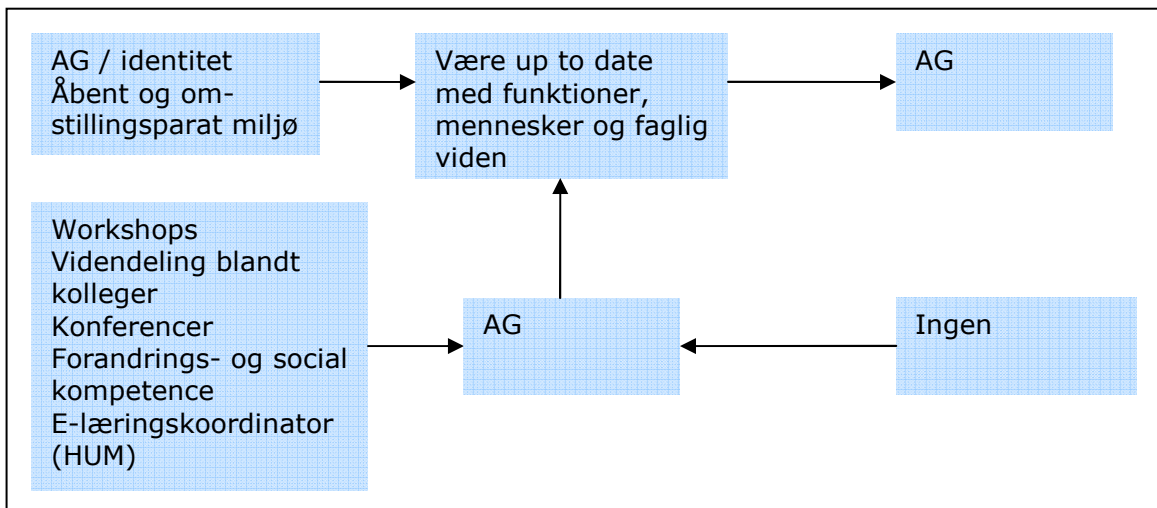 AG / identitet
Åbent og om-
stillingsparat miljø
Være up to date
med funktioner,
mennesker og faglig
viden
AG
Workshops
Videndeling blandt
kolleger
Konferencer
Forandrings- og social
kompetence
E-læringskoordinator
(HUM)
AG
Ingen